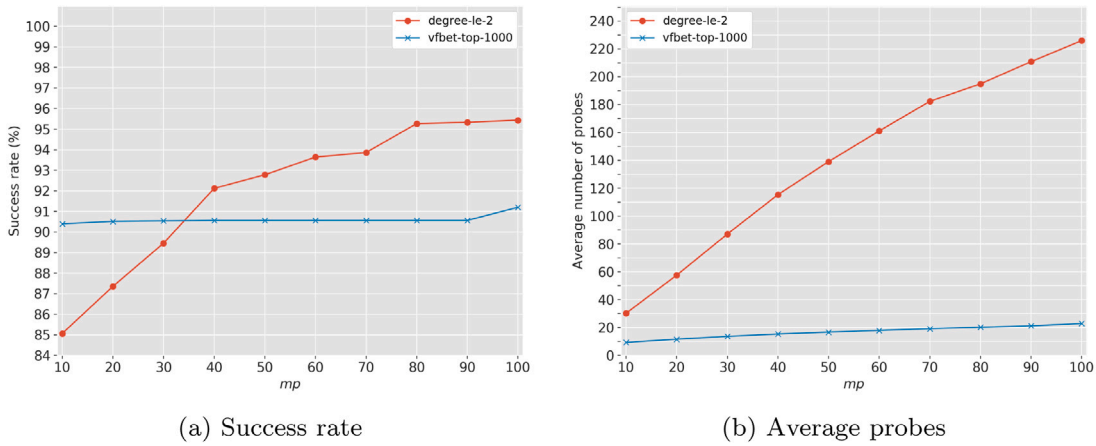 100
99
98
97
96
95
94
93
92
91
90
89
88
87
86
85
84
Success rate (%)
degree-le-2
vfbet-top-1000
10 20 30 40 50 60 70 80 90 100
mp
(a) Success rate
240
220
200
180
160
140
120
100
80
60
40
20
0
Average number of probes
degree-le-2
vfbet-top-1000
10 20 30 40 50 60 70 80 90 100
mp
(b) Average probes